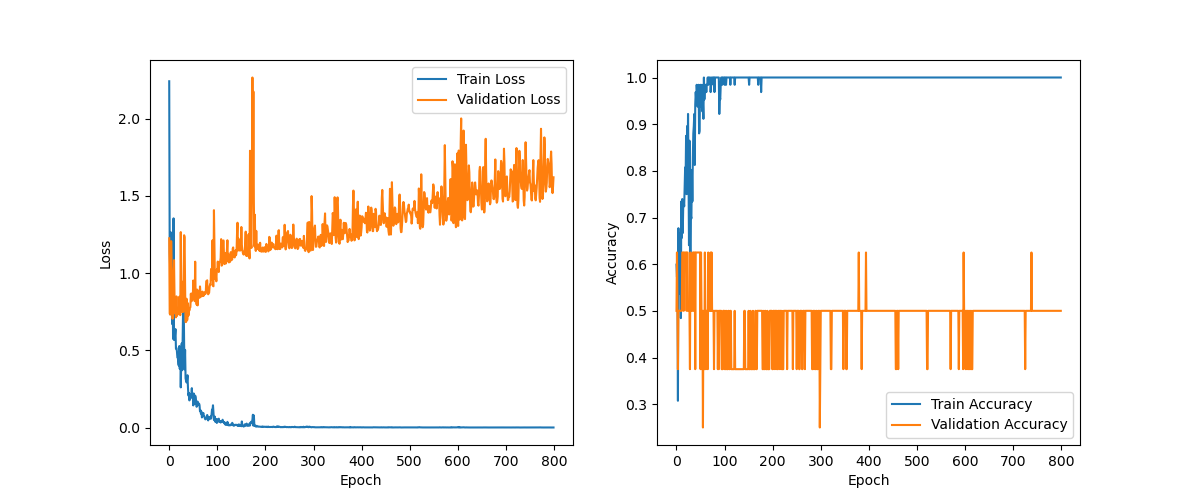 Train Loss
Validation Loss
2.0
1.5
1.0
0.5
0.0
Loss
0 100 200 300 400 500 600 700 800
Epoch
1.0
0.9
0.8
0.7
0.6
0.5
0.4
0.3
Accuracy
Train Accuracy
Validation Accuracy
0 100 200 300 400 500 600 700 800
Epoch